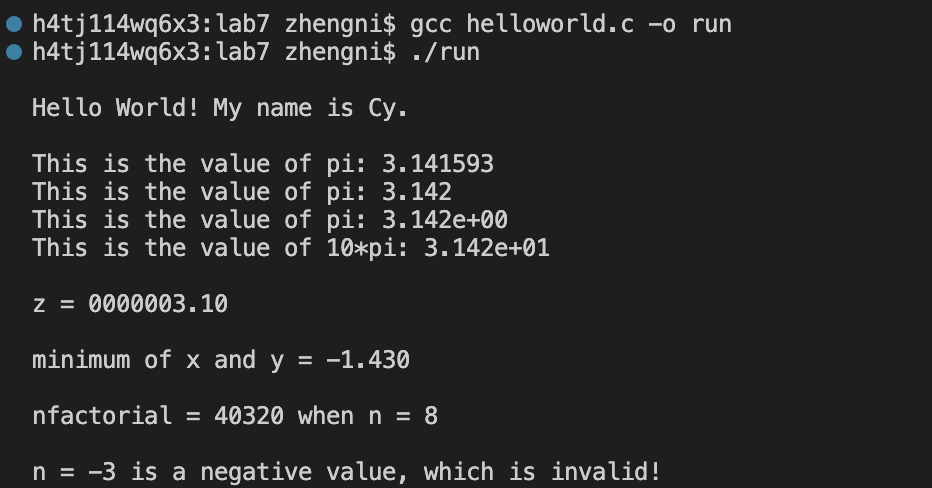 h4tj114wq6x3:lab7 zhengni$ gcc helloworld.c -o run
h4tj114wq6x3:lab7 zhengni$ ./run
Hello World! My name is Cy.
This is the value of pi: 3.141593
This is the value of pi: 3.142
This is the value of pi: 3.142e+00
This is the value of 10*pi: 3.142e+01
z = 0000003.10
minimum of x and y = -1.430
nfactorial = 40320 when n = 8
n = -3 is a negative value, which is invalid!